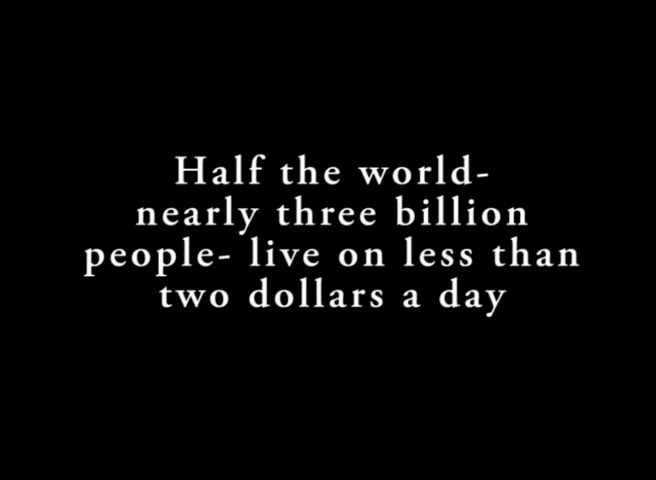 Half the world-
nearly three billion
people- live on less than
two dollars a day